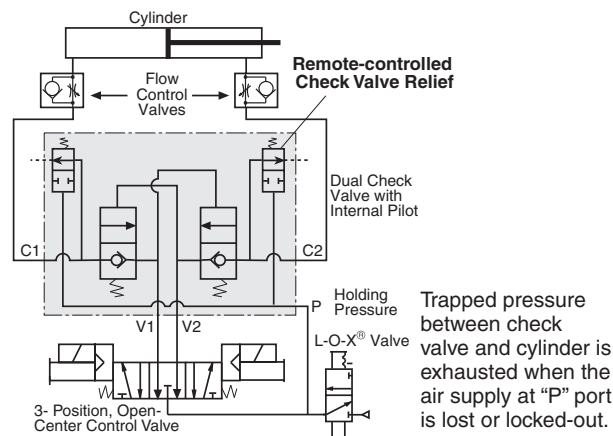 Cylinder
Remote-controlled
Check Valve Relief
Flow
Control
Valves
Dual Check
Valve with
Internal Pilot
C1
C2
P
Holding
Pressure
V1
V2
L-O-X® Valve
3- Position, Open-
Center Control Valve
Trapped pressure
between check
valve and cylinder is
exhausted when the
air supply at “P” port
is lost or locked-out.